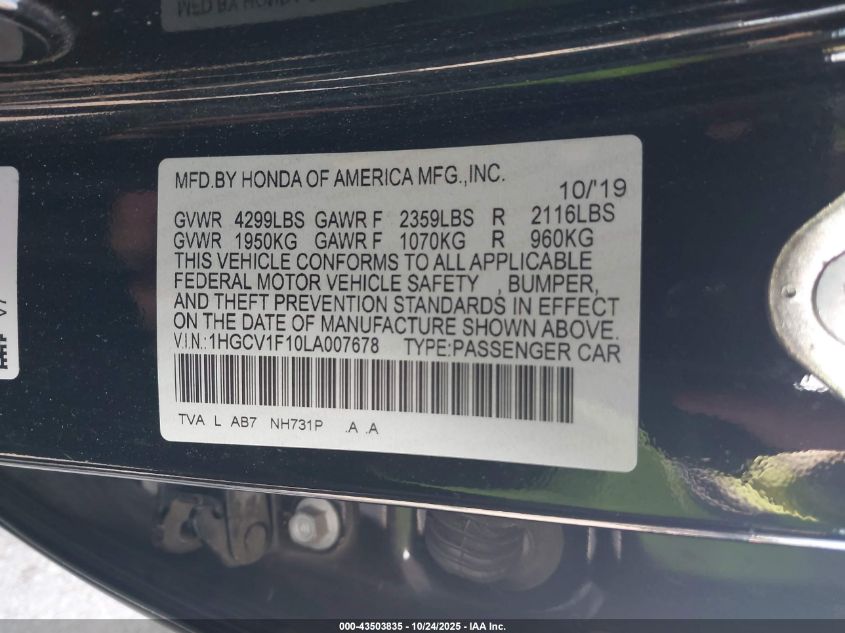 MFD.BY HONDA OF AMERICA MFG.,INC.
10/'19
GVWR 4299LBS GAWR F 2359LBS R 2116LBS
GVWR 1950KG GAWR F 1070KG R 960KG
THIS VEHICLE CONFORMS TO ALL APPLICABLE
FEDERAL MOTOR VEHICLE SAFETY , BUMPER,
AND THEFT PREVENTION STANDARDS IN EFFECT
ON THE DATE OF MANUFACTURE SHOWN ABOVE.
V.I.N.:1HGCV1F10LA007678 TYPE:PASSENGER CAR
TVA L AB7 NH731P .A .A
000-43503835 - 10/24/2025 - IAA Inc.